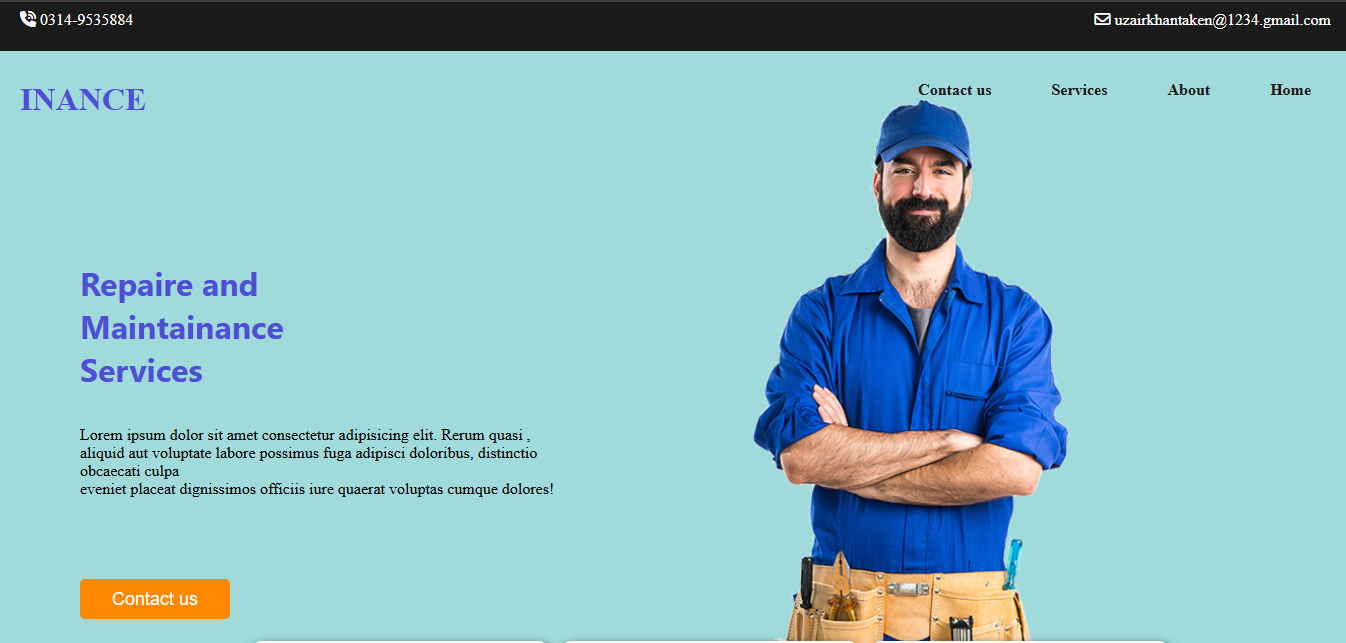 0314-9535884
uzairkhantaken@1234.gmail.com
INANCE
Contact us
Services
About
Home
Repaire and
Maintainance
Services
Lorem ipsum dolor sit amet consectetur adipisicing elit. Rerum quasi ,
aliquid aut voluptate labore possimus fuga adipisci doloribus, distinctio
obcaecati culpa
eveniet placeat dignissimos officiis iure quaerat voluptas cumque dolores!
Contact us